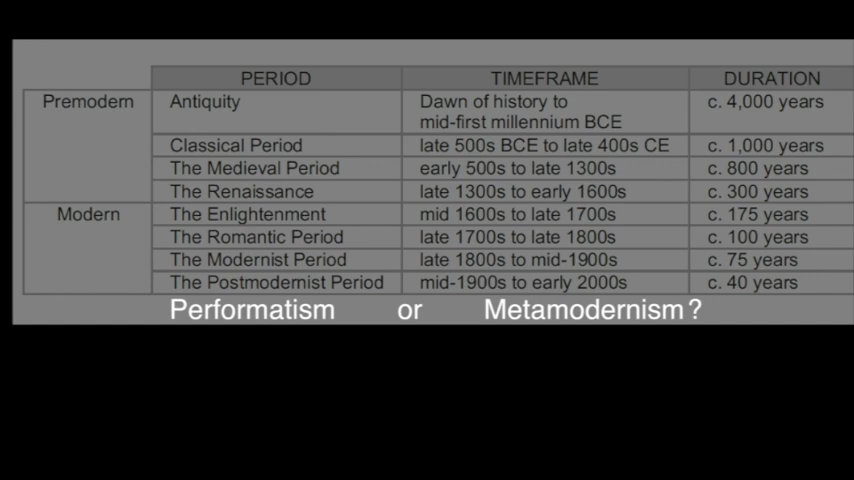 PERIOD TIMEFRAME DURATION
Premodern Antiquity Dawn of history to c. 4,000 years
mid-first millennium BCE
Classical Period late 500s BCE to late 400s CE c. 1,000 years
The Medieval Period early 500s to late 1300s c. 800 years
The Renaissance late 1300s to early 1600s c. 300 years
Modern The Enlightenment mid 1600s to late 1700s c. 175 years
The Romantic Period late 1700s to late 1800s c. 100 years
The Modernist Period late 1800s to mid-1900s c. 75 years
The Postmodernist Period mid-1900s to early 2000s c. 40 years
Performatism or Metamodernism?